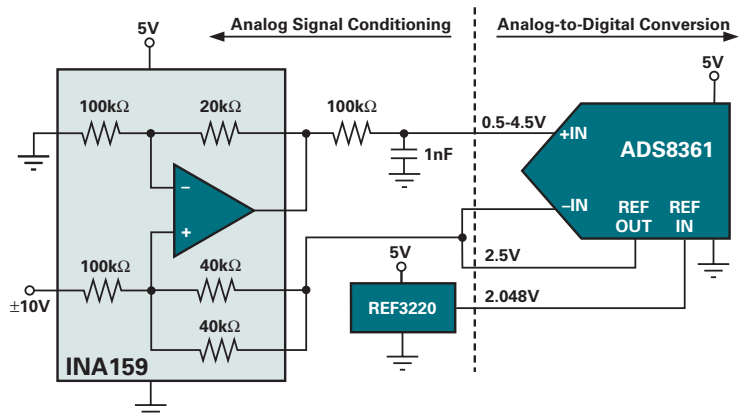 Analog Signal Conditioning
Analog-to-Digital Conversion
5V
5V
100kΩ
20kΩ
100kΩ
0.5-4.5V
+IN
ADS8361
1nF
–
–IN
REF
OUT
REF
IN
+
5V
2.5V
100kΩ
40kΩ
±10V
REF3220
2.048V
40kΩ
INA159